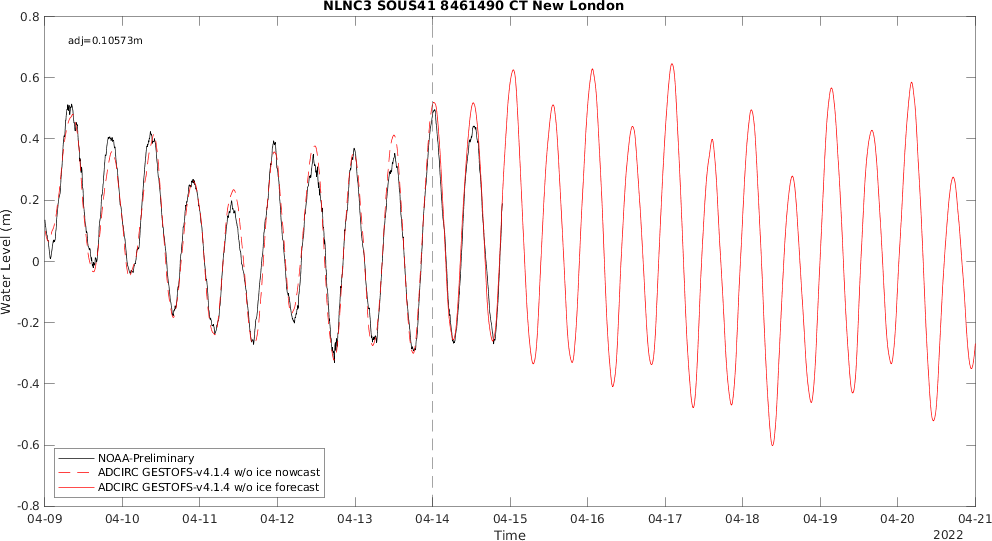 NLNC3 SOUS41 8461490 CT New London
adj=0.10573m
0.8
0.6
0.4
0.2
0
-0.2
-0.4
-0.6
-0.8
Water Level (m)
NOAA-Preliminary
ADCIRC GESTOFS-v4.1.4 w/o ice nowcast
ADCIRC GESTOFS-v4.1.4 w/o ice forecast
04-09 04-10 04-11 04-12 04-13 04-14 04-15 04-16 04-17 04-18 04-19 04-20 04-21
Time
2022